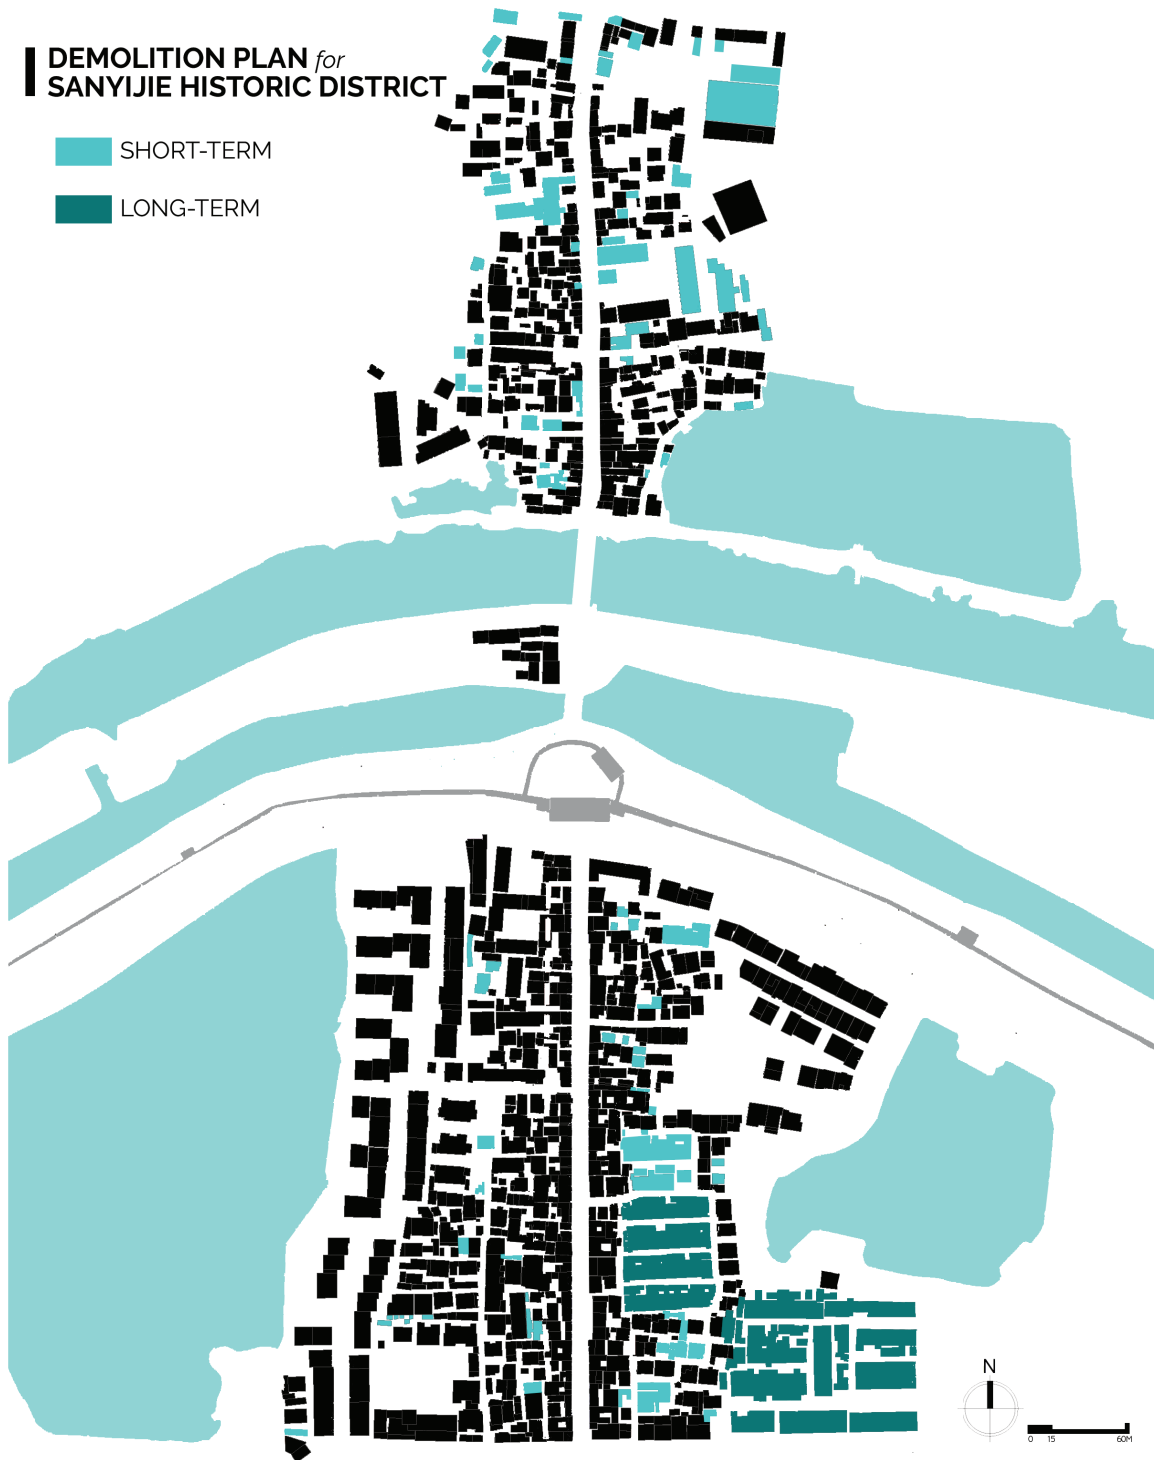 DEMOLITION PLAN for
SANYIJIE HISTORIC DISTRICT
SHORT-TERM
LONG-TERM
N
0 15 60M